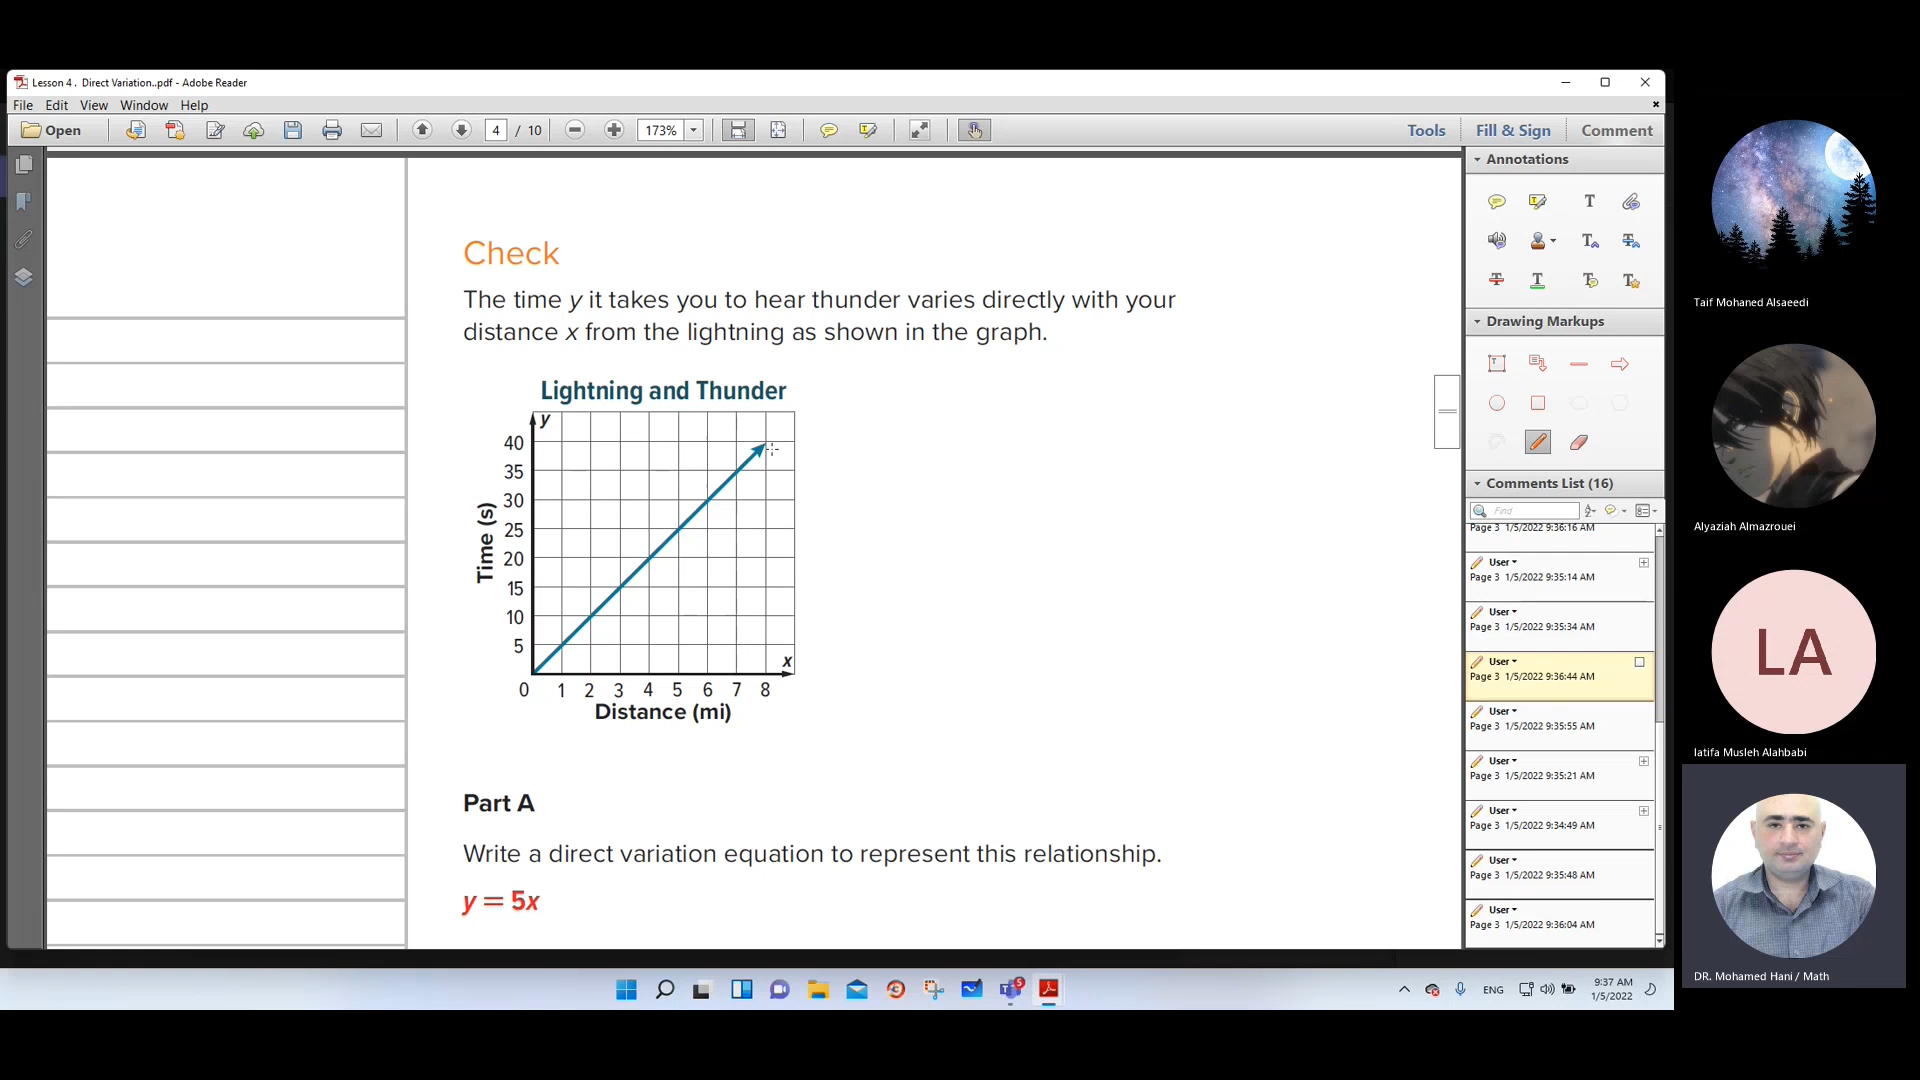 Lesson 4 . Direct Variation..pdf - Adobe Reader
File Edit View Window Help
Open 4 / 10 173% Tools Fill & Sign Comment
Check
The time y it takes you to hear thunder varies directly with your
distance x from the lightning as shown in the graph.
Lightning and Thunder
y
40
35
30
25
20
15
10
5
Time (s)
x
0 1 2 3 4 5 6 7 8
Distance (mi)
Part A
Write a direct variation equation to represent this relationship.
y = 5x
Annotations
Drawing Markups
Comments List (16)
Find
Page 3 1/5/2022 9:36:16 AM
User
Page 3 1/5/2022 9:35:14 AM
User
Page 3 1/5/2022 9:35:34 AM
User
Page 3 1/5/2022 9:36:44 AM
User
Page 3 1/5/2022 9:35:55 AM
User
Page 3 1/5/2022 9:35:21 AM
User
Page 3 1/5/2022 9:34:49 AM
User
Page 3 1/5/2022 9:35:48 AM
User
Page 3 1/5/2022 9:36:04 AM
Taif Mohaned Alsaeedi
Alyaziah Almazrouei
LA
latifa Musleh Alahbabi
DR. Mohamed Hani / Math
5
ENG
9:37 AM
1/5/2022